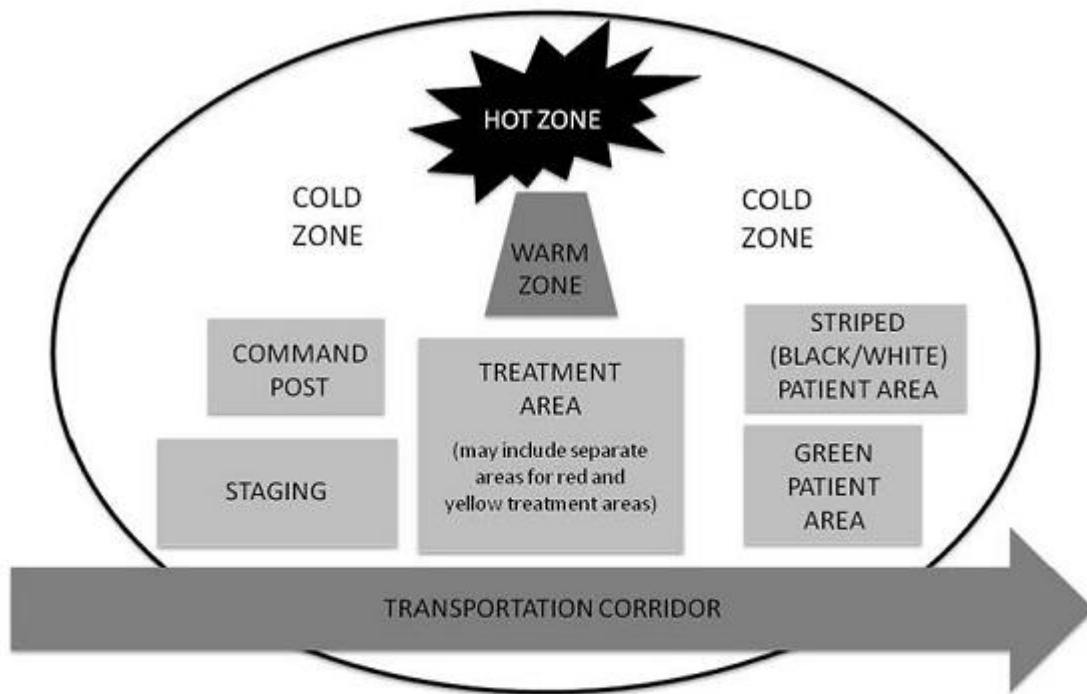 HOT ZONE
COLD
ZONE
COLD
ZONE
WARM
ZONE
COMMAND
POST
TREATMENT
AREA
(may include separate
areas for red and
yellow treatment areas)
STRIPED
(BLACK/WHITE)
PATIENT AREA
STAGING
GREEN
PATIENT
AREA
TRANSPORTATION CORRIDOR